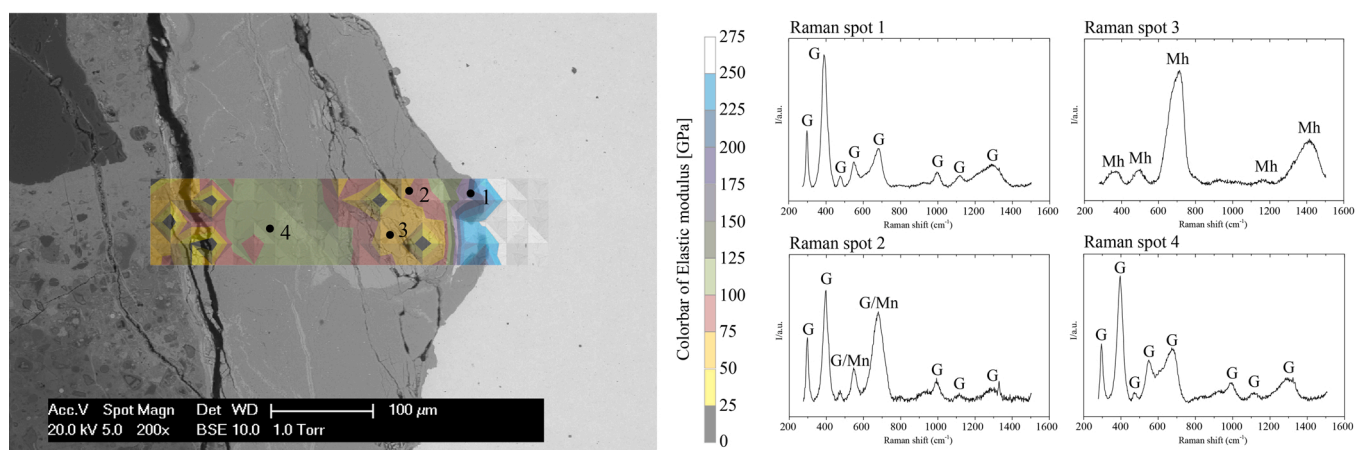 1
2
3
4
Acc.V Spot Magn Det WD 100 µm
20.0 kV 5.0 200x BSE 10.0 1.0 Torr
Colorbar of Elastic modulus [GPa]
275
250
225
200
175
150
125
100
75
50
25
0
Raman spot 1
G
G
G
G
G
G
G
G
I/a.u.
200 400 600 800 1000 1200 1400 1600
Raman shift (cm⁻¹)
Raman spot 3
Mh
Mh
Mh
Mh
Mh
I/a.u.
200 400 600 800 1000 1200 1400 1600
Raman shift (cm⁻¹)
Raman spot 2
G
G
G/Mn
G/Mn
G
G
G
I/a.u.
200 400 600 800 1000 1200 1400 1600
Raman shift (cm⁻¹)
Raman spot 4
G
G
G
G
G
G
G
G
I/a.u.
200 400 600 800 1000 1200 1400 1600
Raman shift (cm⁻¹)